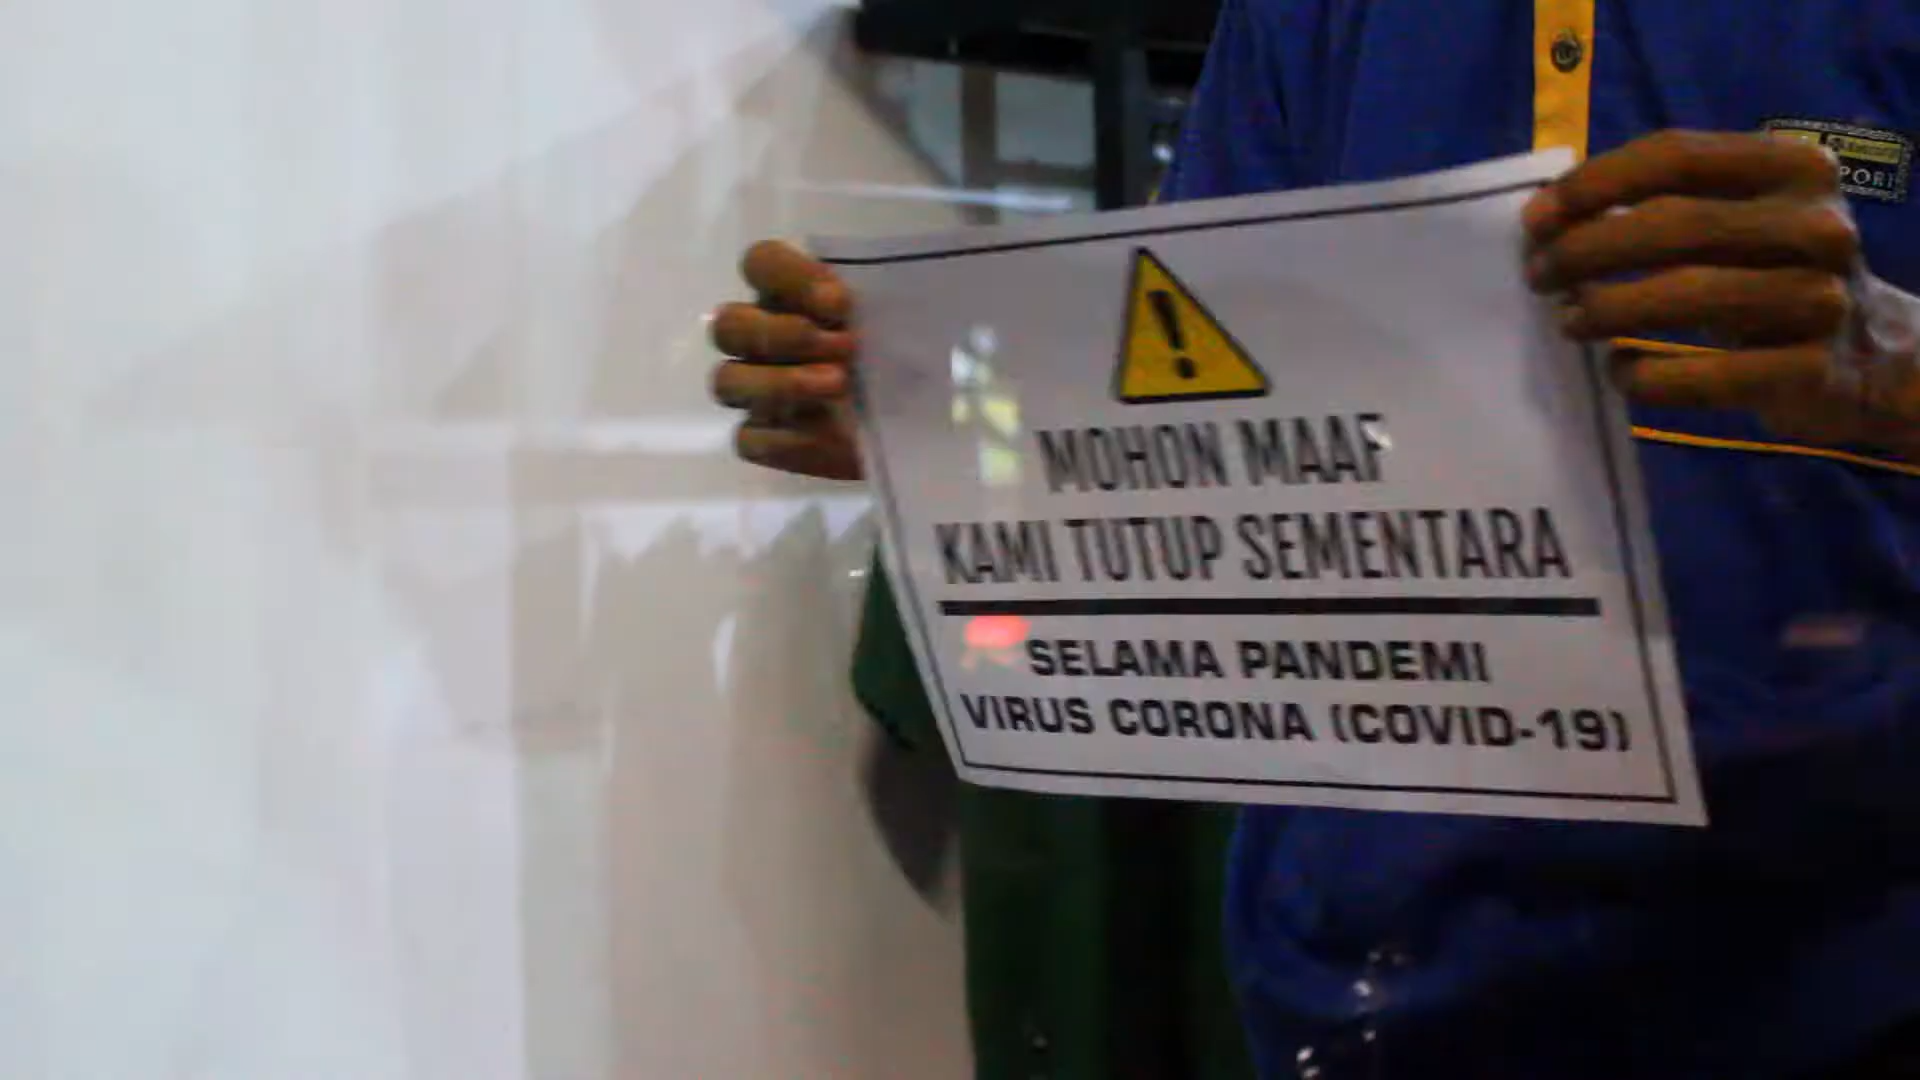 MOHON MAAF
KAMI TUTUP SEMENTARA
SELAMA PANDEMI
VIRUS CORONA (COVID-19)